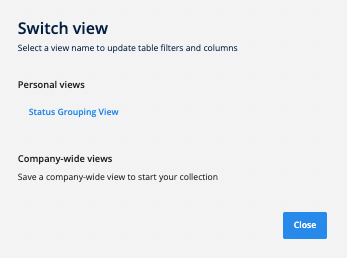 Switch view
Select a view name to update table filters and columns
Personal views
Status Grouping View
Company-wide views
Save a company-wide view to start your collection
Close